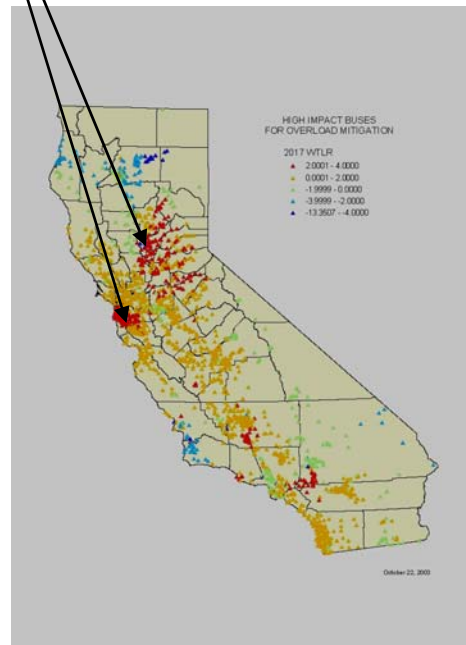 HIGH IMPACT BUSES
FOR OVERLOAD MITIGATION
2017 WTLR
2.0001 - 4.0000
0.0001 - 2.0000
-1.9999 - 0.0000
-3.9999 - -2.0000
-13.3607 - -4.0000
October 22, 2003